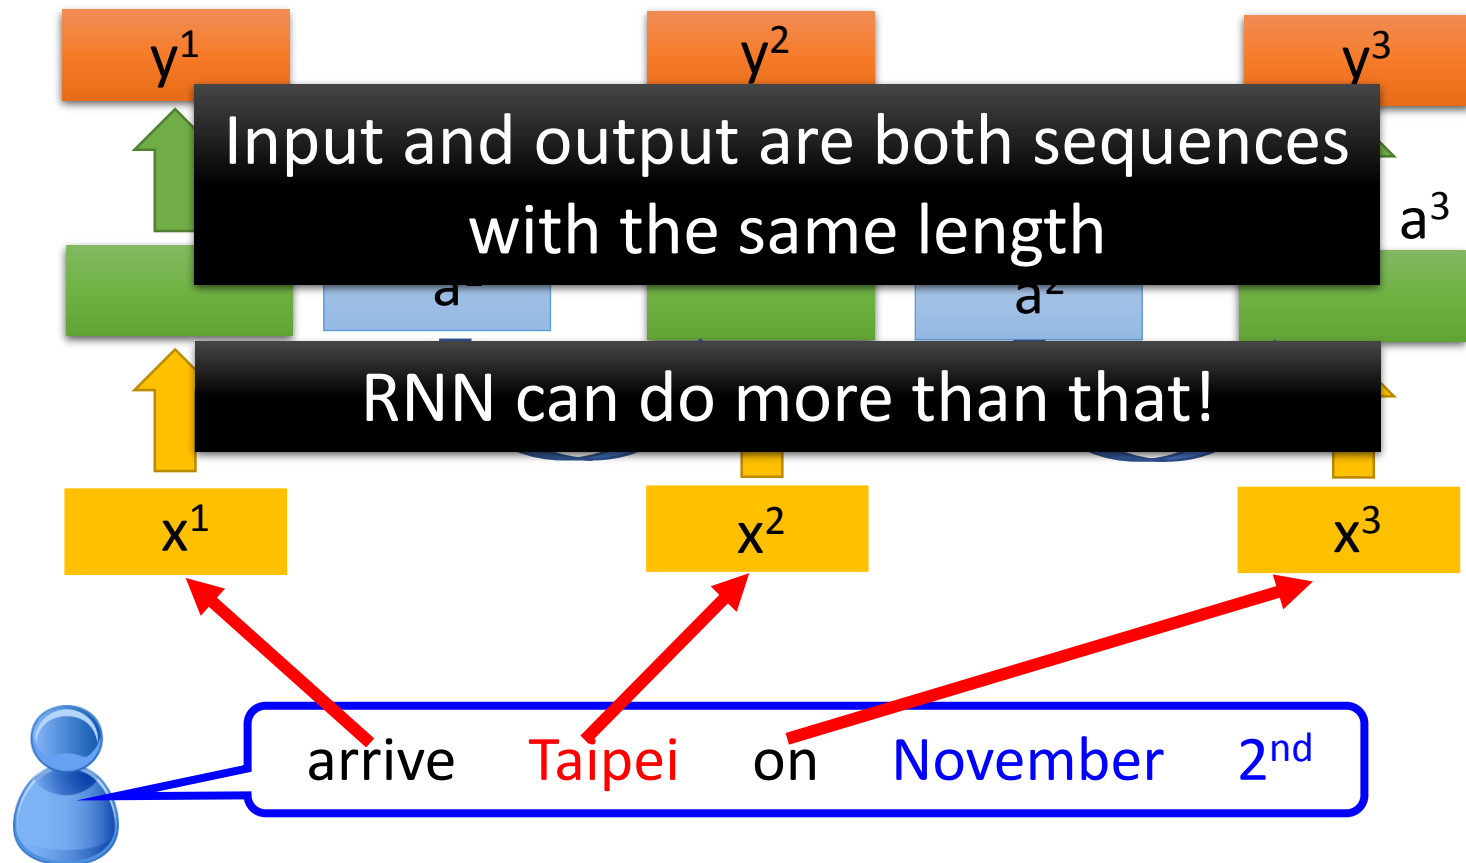 y¹ y² y³
Input and output are both sequences
with the same length
a³
a² 
RNN can do more than that!
x¹ x² x³
arrive Taipei on November 2ⁿᵈ